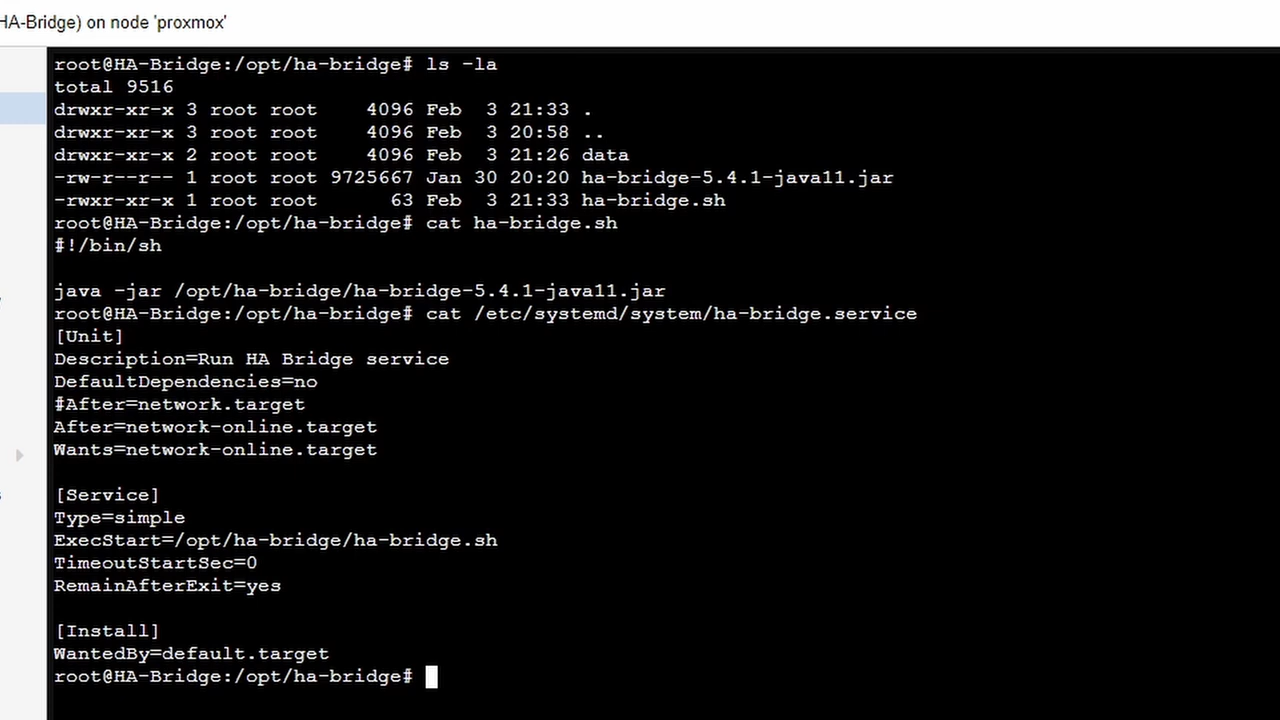 HA-Bridge) on node 'proxmox'
root@HA-Bridge:/opt/ha-bridge# ls -la
total 9516
drwxr-xr-x 3 root root    4096 Feb  3 21:33 .
drwxr-xr-x 3 root root    4096 Feb  3 20:58 ..
drwxr-xr-x 2 root root    4096 Feb  3 21:26 data
-rw-r--r-- 1 root root 9725667 Jan 30 20:20 ha-bridge-5.4.1-java11.jar
-rwxr-xr-x 1 root root      63 Feb  3 21:33 ha-bridge.sh
root@HA-Bridge:/opt/ha-bridge# cat ha-bridge.sh
#!/bin/sh
java -jar /opt/ha-bridge/ha-bridge-5.4.1-java11.jar
root@HA-Bridge:/opt/ha-bridge# cat /etc/systemd/system/ha-bridge.service
[Unit]
Description=Run HA Bridge service
DefaultDependencies=no
#After=network.target
After=network-online.target
Wants=network-online.target
[Service]
Type=simple
ExecStart=/opt/ha-bridge/ha-bridge.sh
TimeoutStartSec=0
RemainAfterExit=yes
[Install]
WantedBy=default.target
root@HA-Bridge:/opt/ha-bridge#